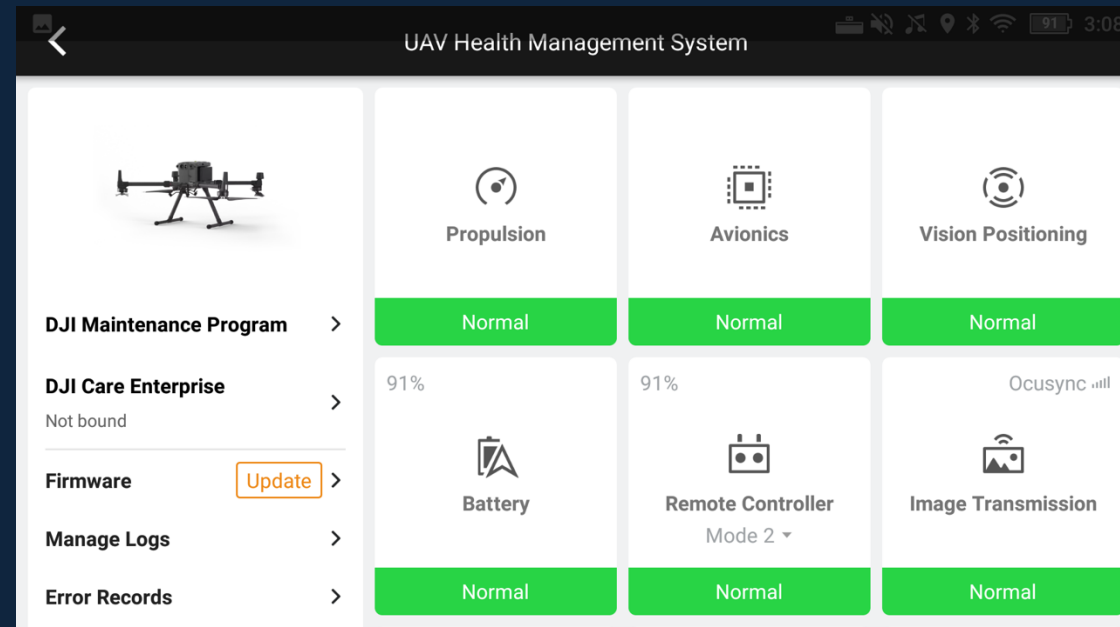 91 3:08
UAV Health Management System
DJI Maintenance Program
DJI Care Enterprise
Not bound
Firmware Update
Manage Logs
Error Records
Propulsion
Normal
Avionics
Normal
Vision Positioning
Normal
91%
Battery
Normal
91%
Remote Controller
Mode 2
Normal
Ocusync
Image Transmission
Normal